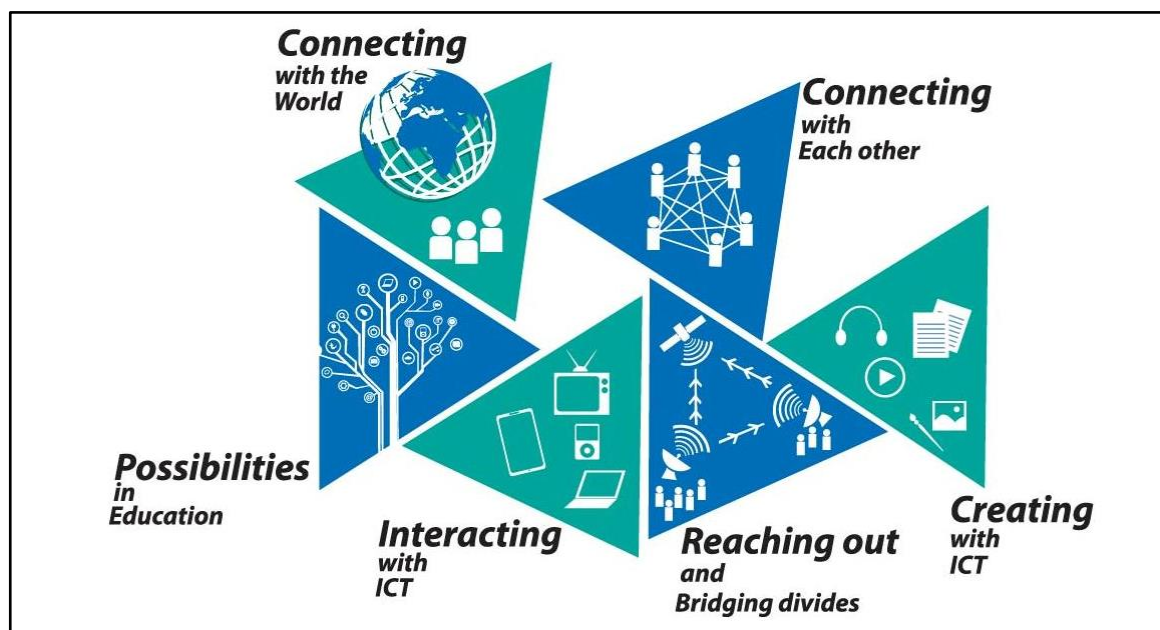 Connecting
with the
World
Connecting
with
Each other
Possibilities
in
Education
Interacting
with
ICT
Reaching out
and
Bridging divides
Creating
with
ICT